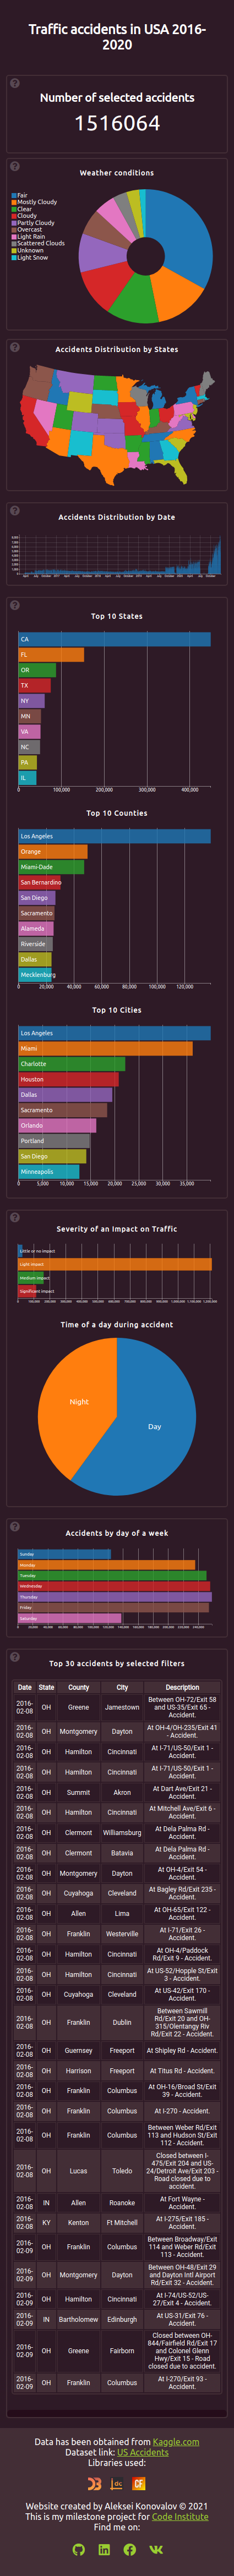 Traffic accidents in USA 2016-
2020
Number of selected accidents
1516064
Weather conditions
Fair
Mostly Cloudy
Clear
Cloudy
Partly Cloudy
Overcast
Light Rain
Scattered Clouds
Unknown
Light Snow
Accidents Distribution by States
Accidents Distribution by Date
Top 10 States
CA
FL
OR
TX
NY
MN
VA
NC
PA
IL
0 100,000 200,000 300,000 400,000
Top 10 Counties
Los Angeles
Orange
Miami-Dade
San Bernardino
San Diego
Sacramento
Alameda
Riverside
Dallas
Mecklenburg
0 20,000 40,000 60,000 80,000 100,000 120,000
Top 10 Cities
Los Angeles
Miami
Charlotte
Houston
Dallas
Sacramento
Orlando
Portland
San Diego
Minneapolis
0 5,000 10,000 15,000 20,000 25,000 30,000 35,000
Severity of an Impact on Traffic
Little or no impact
Light impact
Medium impact
Significant impact
Time of a day during accident
Night
Day
Accidents by day of a week
Sunday
Monday
Tuesday
Wednesday
Thursday
Friday
Saturday
Top 30 accidents by selected filters
Date State County City Description
2016-02-08 OH Greene Jamestown Between OH-72/Exit 58 and US-35/Exit 65 - Accident.
2016-02-08 OH Montgomery Dayton At OH-4/OH-235/Exit 41 - Accident.
2016-02-08 OH Hamilton Cincinnati At I-71/US-50/Exit 1 - Accident.
2016-02-08 OH Hamilton Cincinnati At I-71/US-50/Exit 1 - Accident.
2016-02-08 OH Summit Akron At Dart Ave/Exit 21 - Accident.
2016-02-08 OH Hamilton Cincinnati At Mitchell Ave/Exit 6 - Accident.
2016-02-08 OH Clermont Williamsburg At Dela Palma Rd - Accident.
2016-02-08 OH Clermont Batavia At Dela Palma Rd - Accident.
2016-02-08 OH Montgomery Dayton At OH-4/Exit 54 - Accident.
2016-02-08 OH Cuyahoga Cleveland At Bagley Rd/Exit 235 - Accident.
2016-02-08 OH Allen Lima At OH-65/Exit 122 - Accident.
2016-02-08 OH Franklin Westerville At I-71/Exit 26 - Accident.
2016-02-08 OH Hamilton Cincinnati At OH-4/Paddock Rd/Exit 9 - Accident.
2016-02-08 OH Hamilton Cincinnati At US-52/Hopple St/Exit 3 - Accident.
2016-02-08 OH Cuyahoga Cleveland At US-42/Exit 170 - Accident.
2016-02-08 OH Franklin Dublin Between Sawmill Rd/Exit 20 and OH-315/Olentangy Riv Rd/Exit 22 - Accident.
2016-02-08 OH Guernsey Freeport At Shipley Rd - Accident.
2016-02-08 OH Harrison Freeport At Titus Rd - Accident.
2016-02-08 OH Franklin Columbus At OH-16/Broad St/Exit 39 - Accident.
2016-02-08 OH Franklin Columbus At I-270 - Accident.
2016-02-08 OH Franklin Columbus Between Weber Rd/Exit 113 and Hudson St/Exit 112 - Accident.
2016-02-08 OH Lucas Toledo Closed between I-475/Exit 204 and US-24/Detroit Ave/Exit 203 - Road closed due to accident.
2016-02-08 IN Allen Roanoke At Fort Wayne - Accident.
2016-02-08 KY Kenton Ft Mitchell At I-275/Exit 185 - Accident.
2016-02-09 OH Franklin Columbus Between Broadway/Exit 114 and Weber Rd/Exit 113 - Accident.
2016-02-09 OH Montgomery Dayton Between OH-48/Exit 29 and Dayton Intl Airport Rd/Exit 32 - Accident.
2016-02-09 OH Hamilton Cincinnati At I-74/US-52/US-27/Exit 4 - Accident.
2016-02-09 IN Bartholomew Edinburgh At US-31/Exit 76 - Accident.
2016-02-09 OH Greene Fairborn Closed between OH-844/Fairfield Rd/Exit 17 and Colonel Glenn Hwy/Exit 15 - Road closed due to accident.
2016-02-09 OH Franklin Columbus At I-270/Exit 93 - Accident.
Data has been obtained from Kaggle.com
Dataset link: US Accidents
Libraries used:
dc
CF
Website created by Aleksei Konovalov © 2021
This is my milestone project for Code Institute
Find me on: